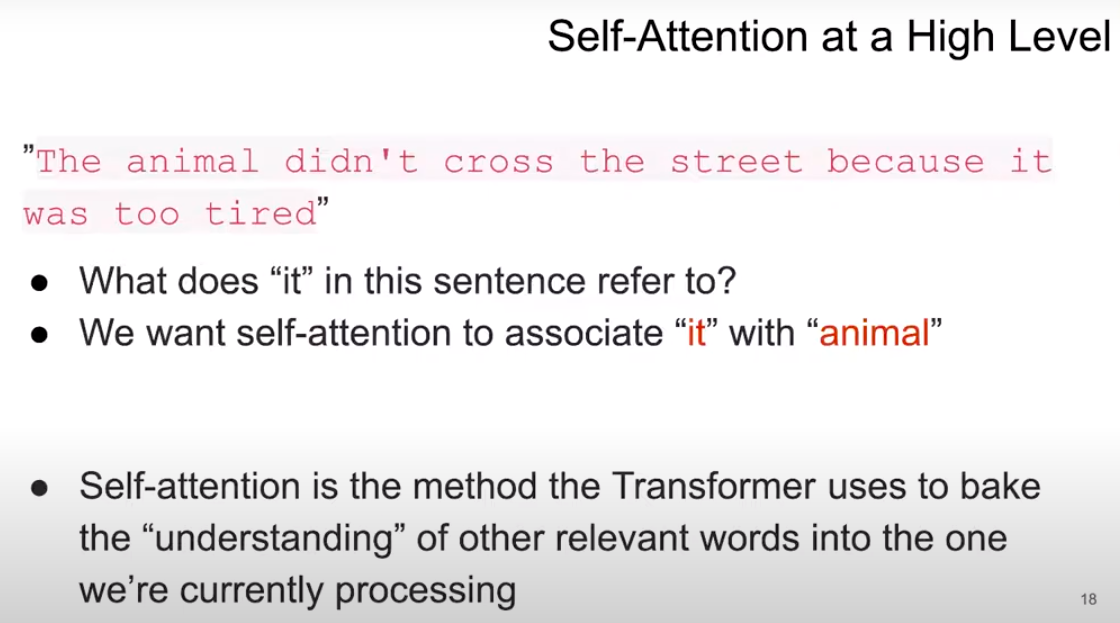 Self-Attention at a High Level
”The animal didn't cross the street because it
was too tired”
● What does “it” in this sentence refer to?
● We want self-attention to associate “it” with “animal”
● Self-attention is the method the Transformer uses to bake
the “understanding” of other relevant words into the one
we’re currently processing
18